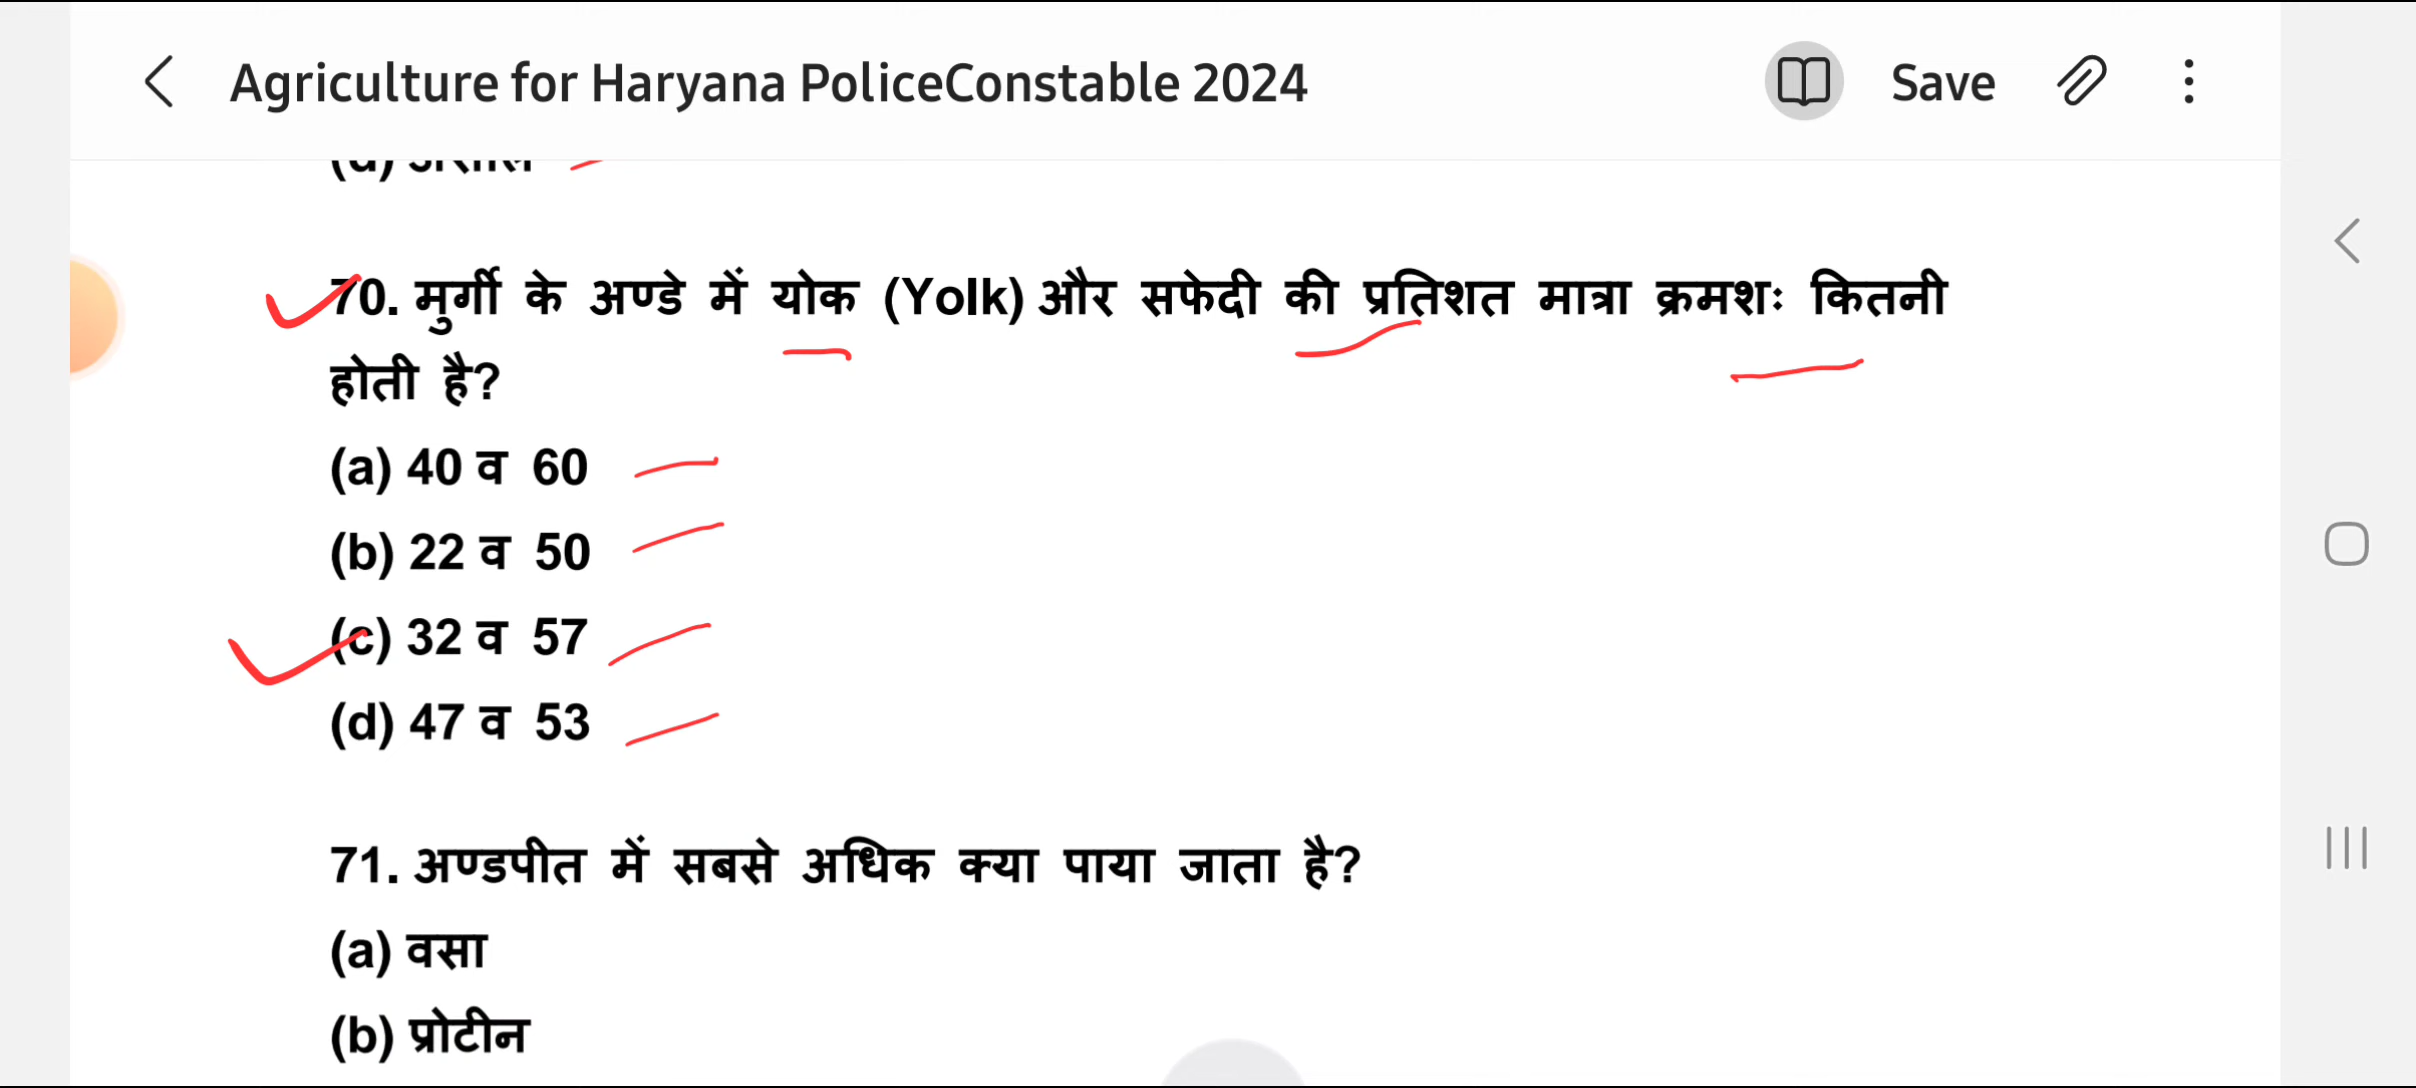 Agriculture for Haryana PoliceConstable 2024 Save
70. मुर्गी के अण्डे में योक (Yolk) और सफेदी की प्रतिशत मात्रा क्रमशः कितनी
होती है?
(a) 40 व 60
(b) 22 व 50
(c) 32 व 57
(d) 47 व 53
71. अण्डपीत में सबसे अधिक क्या पाया जाता है?
(a) वसा
(b) प्रोटीन